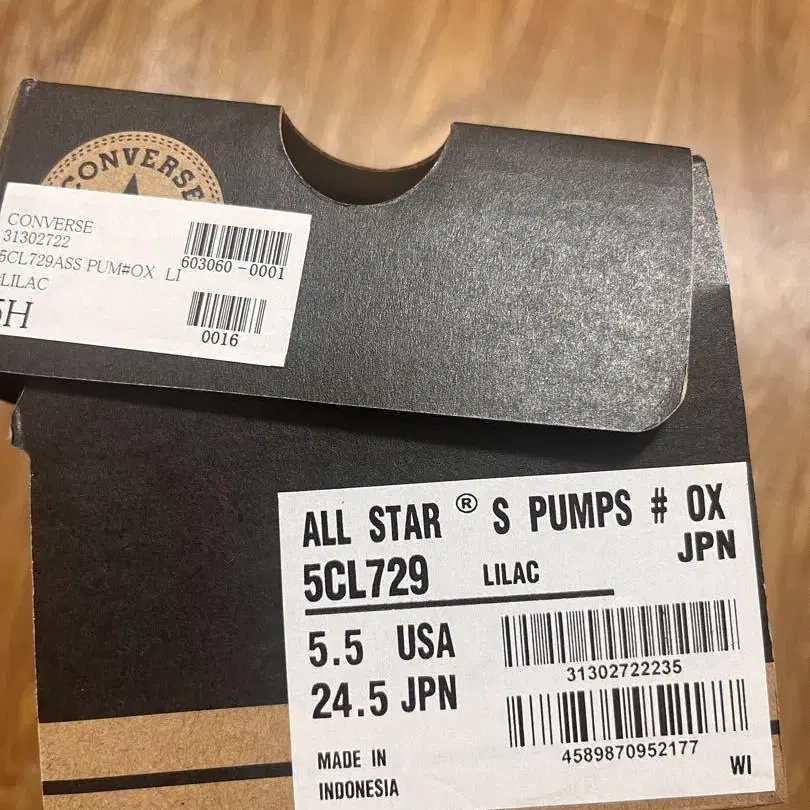 CONVERSE
CONVERSE
31302722
5CL729ASS PUM#OX LI
LILAC
603060-0001
0016
ALL STAR ® S PUMPS # OX
JPN
5CL729 LILAC
5.5 USA
24.5 JPN
31302722235
4589870952177
MADE IN
INDONESIA
WI